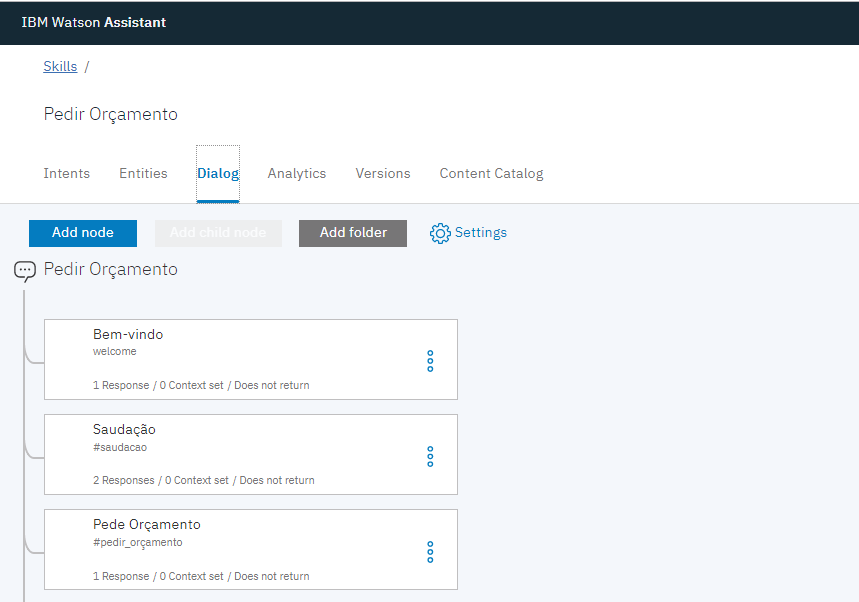 IBM Watson Assistant
Skills /
Pedir Orçamento
Intents Entities Dialog Analytics Versions Content Catalog
Add node Add child node Add folder Settings
Pedir Orçamento
Bem-vindo
welcome
1 Response / 0 Context set / Does not return
Saudação
#saudacao
2 Responses / 0 Context set / Does not return
Pede Orçamento
#pedir_orçamento
1 Response / 0 Context set / Does not return